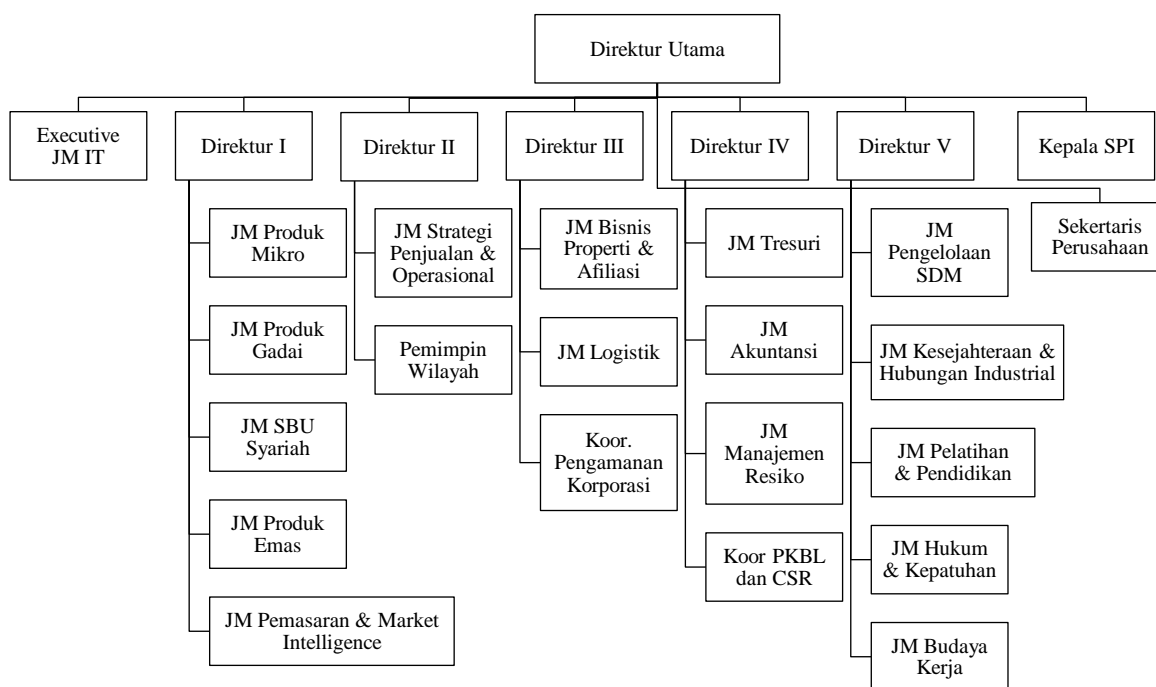 Direktur Utama
Executive
JM IT
Direktur I
Direktur II
Direktur III
Direktur IV
Direktur V
Kepala SPI
Sekertaris
Perusahaan
JM Produk
Mikro
JM Produk
Gadai
JM SBU
Syariah
JM Produk
Emas
JM Pemasaran & Market
Intelligence
JM Strategi
Penjualan &
Operasional
Pemimpin
Wilayah
JM Bisnis
Properti &
Afiliasi
JM Logistik
Koor.
Pengamanan
Korporasi
JM Tresuri
JM
Akuntansi
JM
Manajemen
Resiko
Koor PKBL
dan CSR
JM
Pengelolaan
SDM
JM Kesejahteraan &
Hubungan Industrial
JM Pelatihan
& Pendidikan
JM Hukum
& Kepatuhan
JM Budaya
Kerja